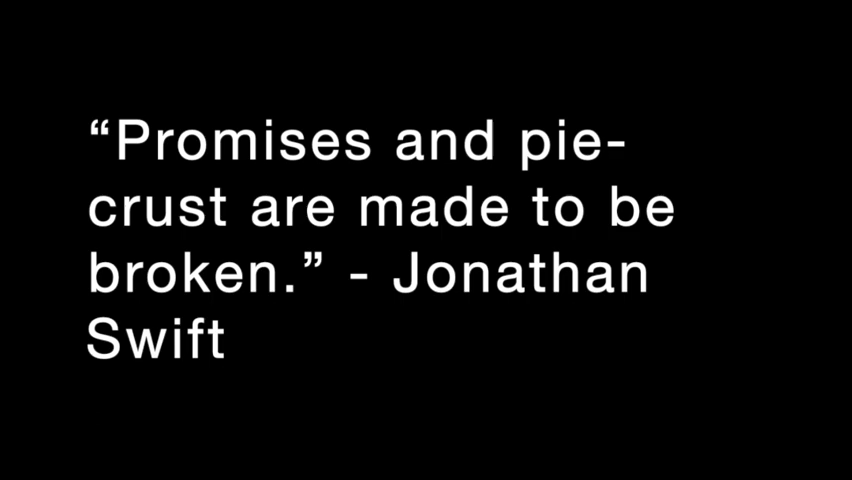 “Promises and pie-
crust are made to be
broken.” - Jonathan
Swift